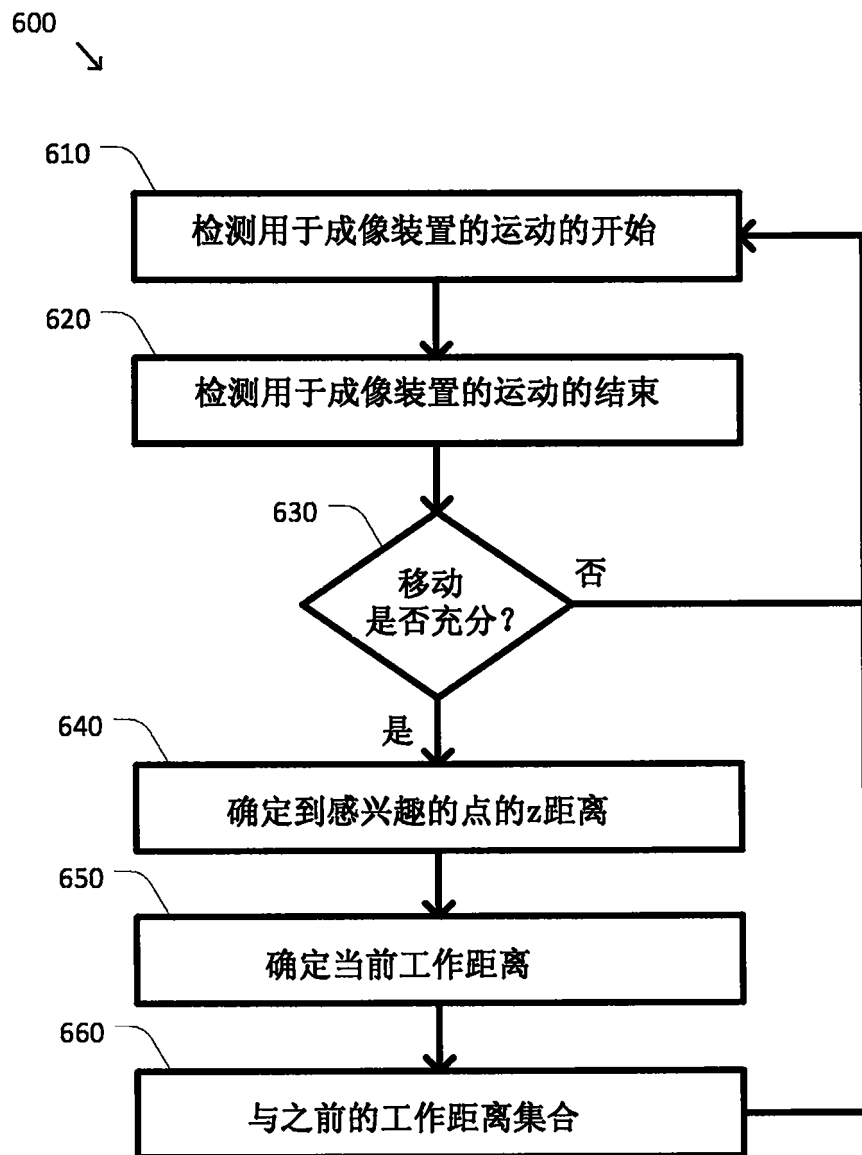 600
610
检测用于成像装置的运动的开始
620
检测用于成像装置的运动的结束
630
移动
是否充分?
否
是
640
确定到感兴趣的点的z距离
650
确定当前工作距离
660
与之前的工作距离集合